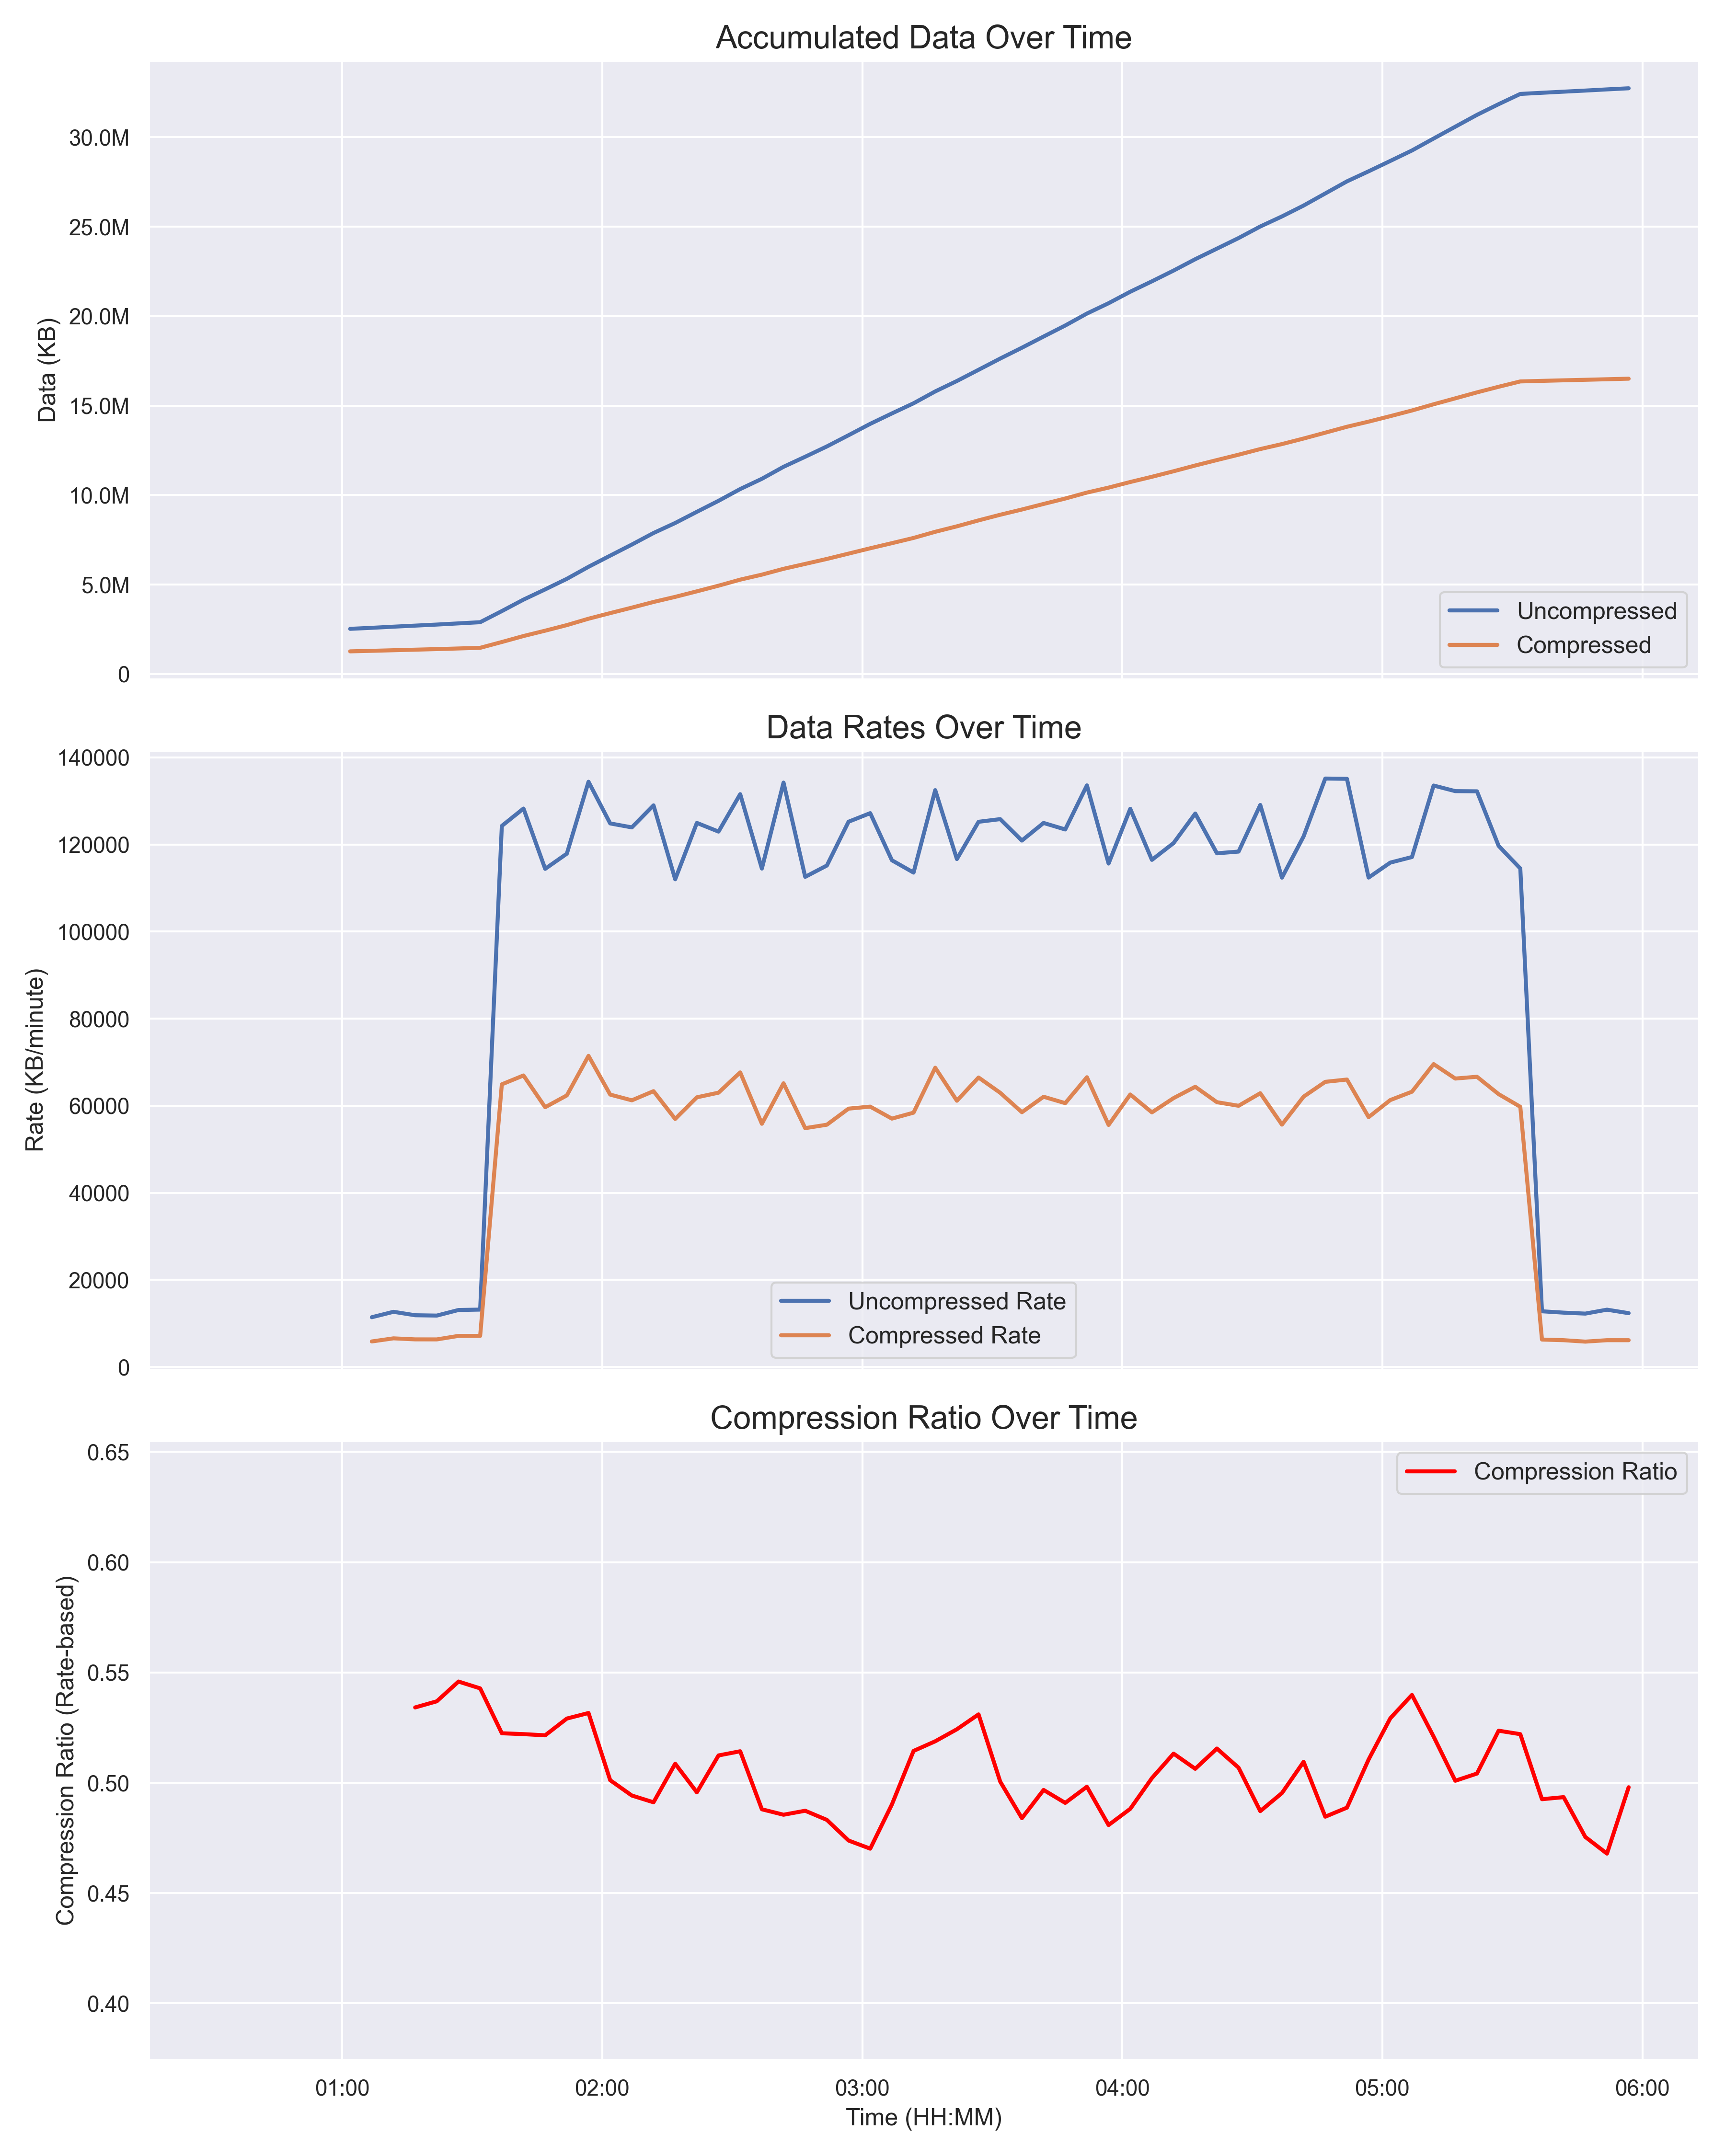 Accumulated Data Over Time
30.0M
25.0M
20.0M
15.0M
10.0M
5.0M
0
Data (KB)
Uncompressed
Compressed
Data Rates Over Time
140000
120000
100000
80000
60000
40000
20000
0
Rate (KB/minute)
Uncompressed Rate
Compressed Rate
Compression Ratio Over Time
0.65
0.60
0.55
0.50
0.45
0.40
Compression Ratio (Rate-based)
Compression Ratio
01:00 02:00 03:00 04:00 05:00 06:00
Time (HH:MM)